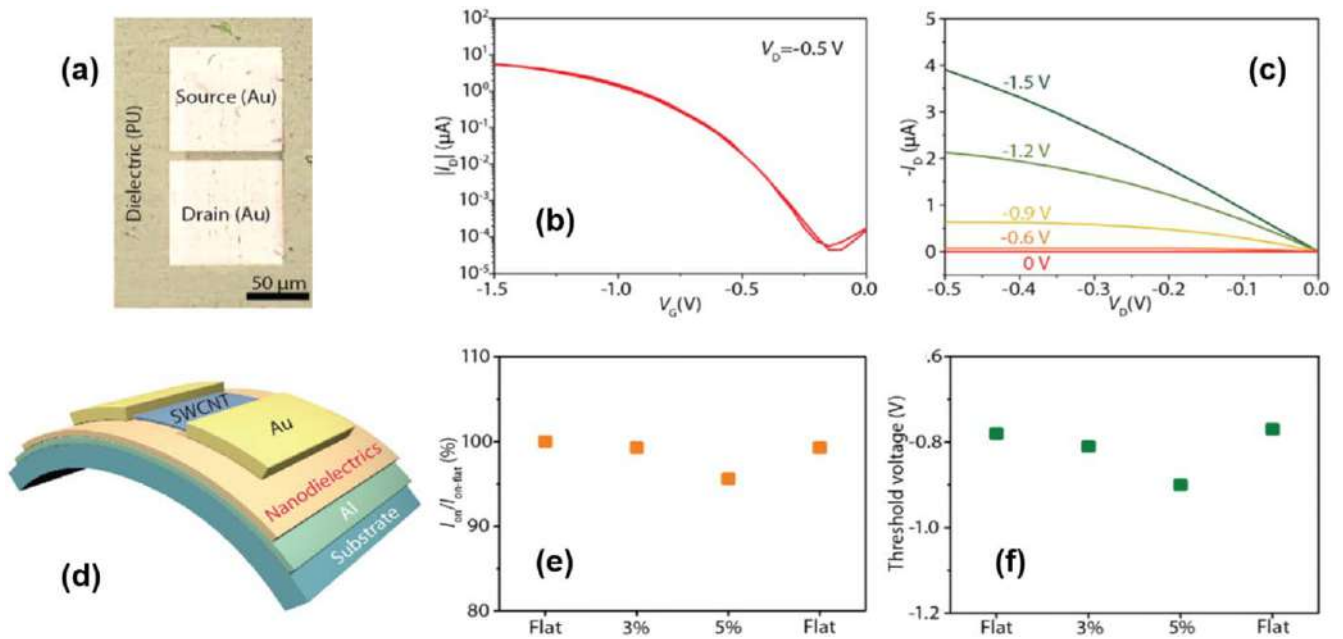 (a)
Source (Au)
Drain (Au)
Dielectric (PU)
50 µm
(b)
V_D=-0.5 V
10²
10¹
10⁰
10⁻¹
10⁻²
10⁻³
10⁻⁴
10⁻⁵
|I_D| (µA)
-1.5
-1.0
-0.5
0.0
V_G(V)
(c)
5
4
3
2
1
0
-I_D (µA)
-1.5 V
-1.2 V
-0.9 V
-0.6 V
0 V
-0.5
-0.4
-0.3
-0.2
-0.1
0.0
V_D(V)
(d)
SWCNT
Au
Nanodielectrics
Al
Substrate
(e)
110
100
90
80
I_on/I_on-flat (%)
Flat
3%
5%
Flat
(f)
.6
-0.8
-1.0
-1.2
Threshold voltage (V)
Flat
3%
5%
Flat